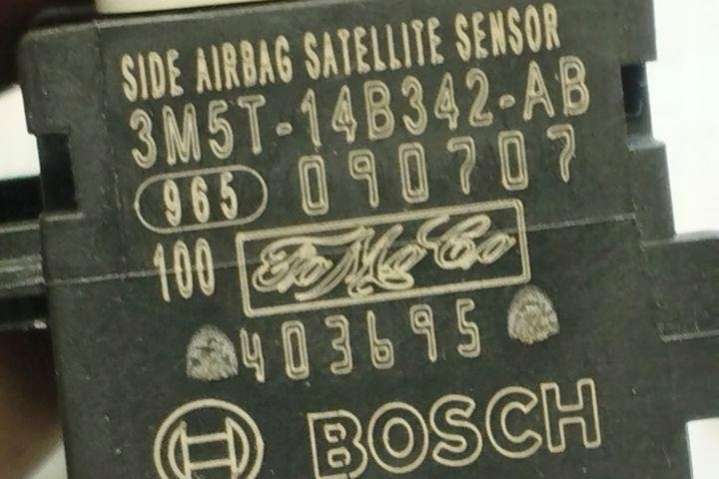 SIDE AIRBAG SATELLITE SENSOR
3M5T-14B342-AB
965 090707
100 FoMoCo
403695
BOSCH